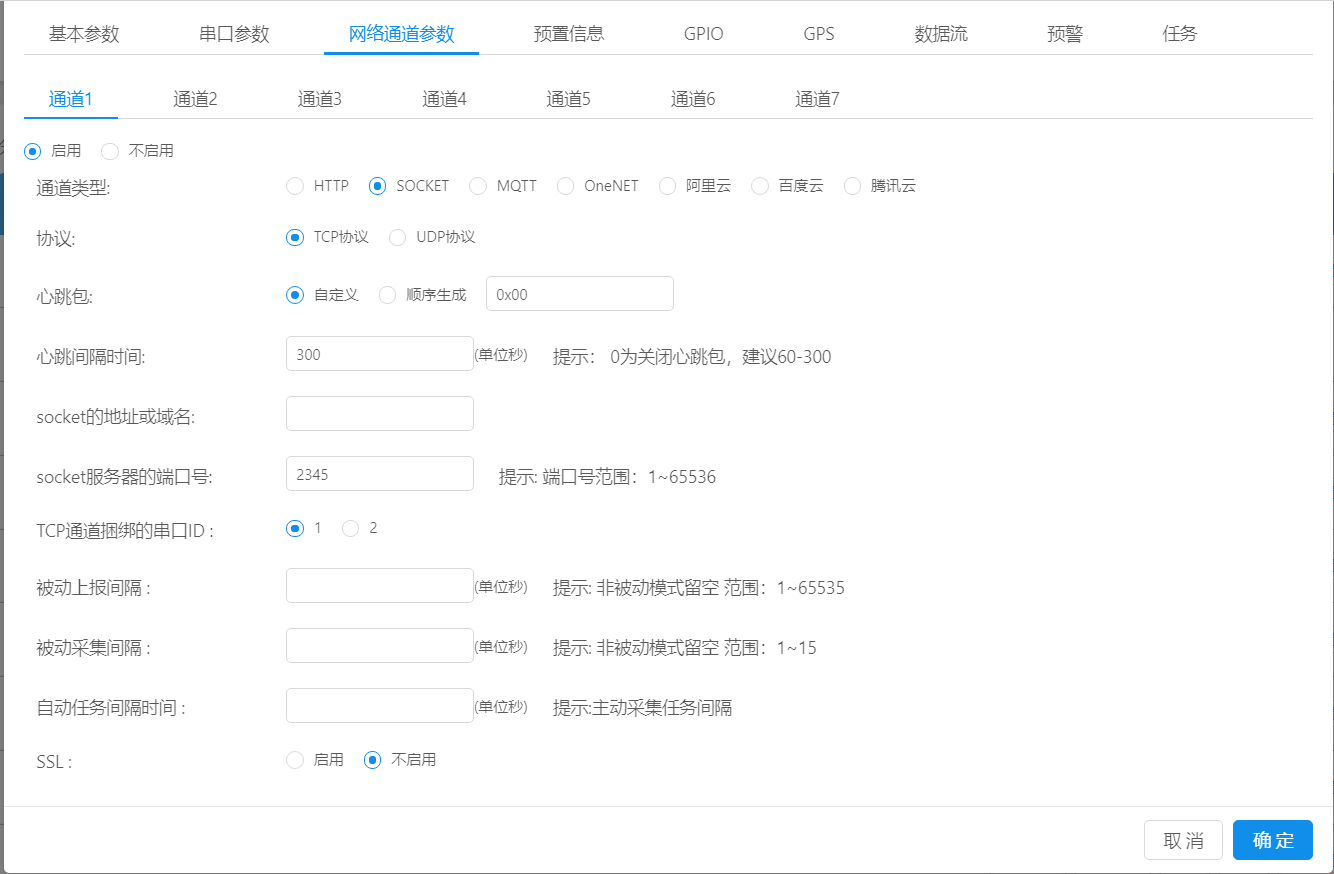 基本参数 串口参数 网络通道参数 预置信息 GPIO GPS 数据流 预警 任务
通道1 通道2 通道3 通道4 通道5 通道6 通道7
启用 不启用
通道类型: HTTP SOCKET MQTT OneNET 阿里云 百度云 腾讯云
协议: TCP协议 UDP协议
心跳包: 自定义 顺序生成 0x00
心跳间隔时间: 300 (单位秒) 提示： 0为关闭心跳包，建议60-300
socket的地址或域名:
socket服务器的端口号: 2345 提示: 端口号范围：1~65536
TCP通道捆绑的串口ID : 1 2
被动上报间隔 : (单位秒) 提示: 非被动模式留空 范围：1~65535
被动采集间隔 : (单位秒) 提示: 非被动模式留空 范围：1~15
自动任务间隔时间 : (单位秒) 提示:主动采集任务间隔
SSL : 启用 不启用
取消 确定